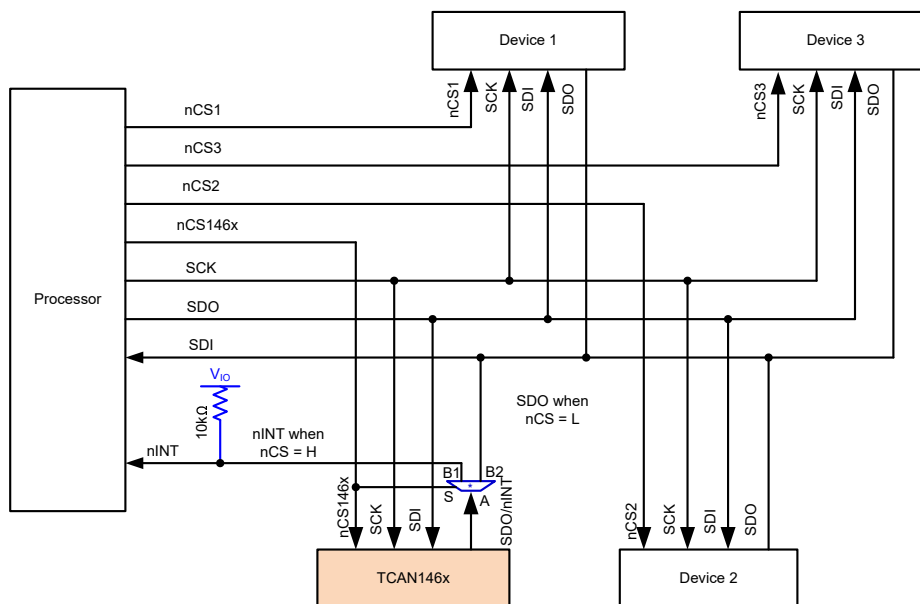 Device 1
Device 3
nCS1
SCK
SDI
SDO
nCS3
SCK
SDI
SDO
nCS1
nCS3
nCS2
nCS146x
SCK
Processor
SDO
SDI
VIO
10kΩ
SDO when
nCS = L
nINT when
nCS = H
nINT
B1
B2
*
S
A
nCS146x
SCK
SDI
SDO/nINT
nCS2
SCK
SDI
SDO
TCAN146x
Device 2